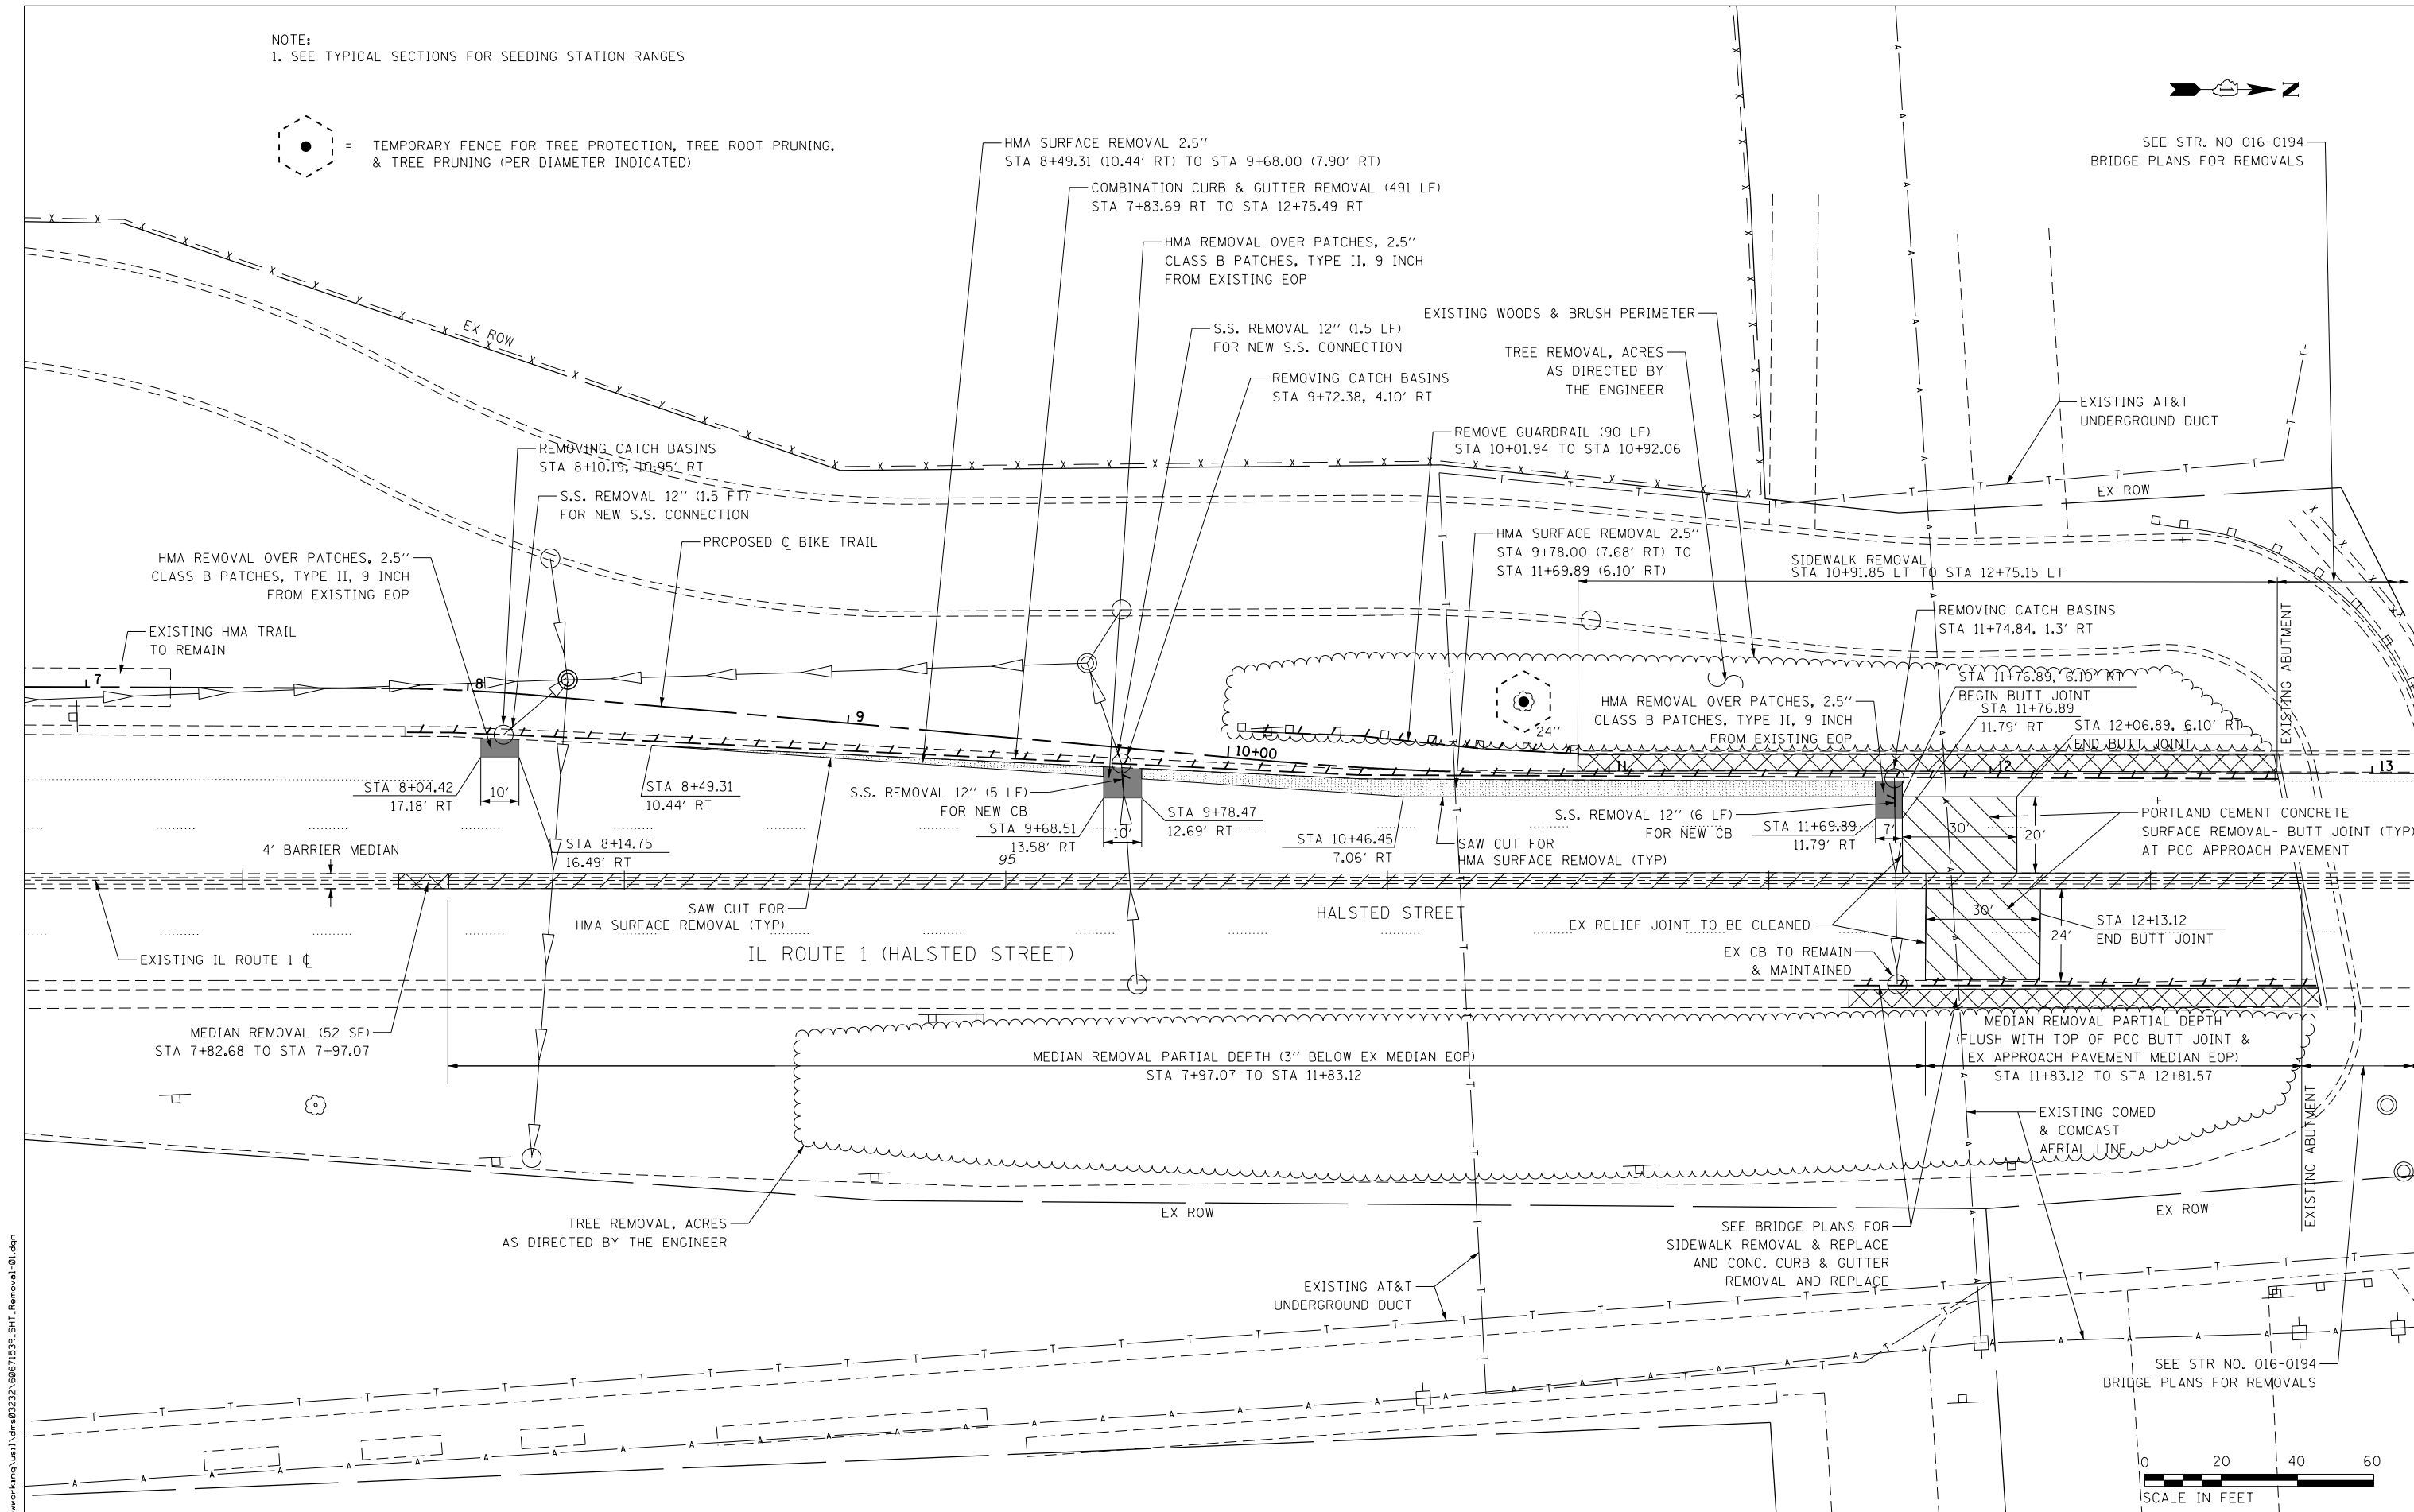 NOTE:
1. SEE TYPICAL SECTIONS FOR SEEDING STATION RANGES
= TEMPORARY FENCE FOR TREE PROTECTION, TREE ROOT PRUNING,
& TREE PRUNING (PER DIAMETER INDICATED)
HMA SURFACE REMOVAL 2.5"
STA 8+49.31 (10.44' RT) TO STA 9+68.00 (7.90' RT)
COMBINATION CURB & GUTTER REMOVAL (491 LF)
STA 7+83.69 RT TO STA 12+75.49 RT
HMA REMOVAL OVER PATCHES, 2.5"
CLASS B PATCHES, TYPE II, 9 INCH
FROM EXISTING EOP
S.S. REMOVAL 12" (1.5 LF)
FOR NEW S.S. CONNECTION
REMOVING CATCH BASINS
STA 9+72.38, 4.10' RT
EXISTING WOODS & BRUSH PERIMETER
TREE REMOVAL, ACRES
AS DIRECTED BY
THE ENGINEER
REMOVE GUARDRAIL (90 LF)
STA 10+01.94 TO STA 10+92.06
N
SEE STR. NO 016-0194
BRIDGE PLANS FOR REMOVALS
EXISTING AT&T
UNDERGROUND DUCT
EX ROW
EX ROW
REMOVING CATCH BASINS
STA 8+10.19, 10.95' RT
S.S. REMOVAL 12" (1.5 FT)
FOR NEW S.S. CONNECTION
PROPOSED ℄ BIKE TRAIL
HMA REMOVAL OVER PATCHES, 2.5"
CLASS B PATCHES, TYPE II, 9 INCH
FROM EXISTING EOP
EXISTING HMA TRAIL
TO REMAIN
HMA SURFACE REMOVAL 2.5"
STA 9+78.00 (7.68' RT) TO
STA 11+69.89 (6.10' RT)
SIDEWALK REMOVAL
STA 10+91.85 LT TO STA 12+75.15 LT
REMOVING CATCH BASINS
STA 11+74.84, 1.3' RT
EXISTING ABUTMENT
STA 11+76.89, 6.10' RT
BEGIN BUTT JOINT
STA 11+76.89
11.79' RT
STA 12+06.89, 6.10' RT
END BUTT JOINT
HMA REMOVAL OVER PATCHES, 2.5"
CLASS B PATCHES, TYPE II, 9 INCH
FROM EXISTING EOP
24"
7
8
9
10+00
11
12
13
STA 8+04.42
17.18' RT
10'
STA 8+49.31
10.44' RT
S.S. REMOVAL 12" (5 LF)
FOR NEW CB
STA 9+68.51
13.58' RT
10'
STA 9+78.47
12.69' RT
STA 10+46.45
7.06' RT
SAW CUT FOR
HMA SURFACE REMOVAL (TYP)
S.S. REMOVAL 12" (6 LF)
FOR NEW CB
STA 11+69.89
11.79' RT
7'
30'
20'
PORTLAND CEMENT CONCRETE
SURFACE REMOVAL- BUTT JOINT (TYP)
AT PCC APPROACH PAVEMENT
STA 8+14.75
16.49' RT
4' BARRIER MEDIAN
95
SAW CUT FOR
HMA SURFACE REMOVAL (TYP)
HALSTED STREET
IL ROUTE 1 (HALSTED STREET)
EXISTING IL ROUTE 1 ℄
EX RELIEF JOINT TO BE CLEANED
30'
24'
STA 12+13.12
END BUTT JOINT
EX CB TO REMAIN
& MAINTAINED
MEDIAN REMOVAL (52 SF)
STA 7+82.68 TO STA 7+97.07
MEDIAN REMOVAL PARTIAL DEPTH (3" BELOW EX MEDIAN EOP)
STA 7+97.07 TO STA 11+83.12
MEDIAN REMOVAL PARTIAL DEPTH
(FLUSH WITH TOP OF PCC BUTT JOINT &
EX APPROACH PAVEMENT MEDIAN EOP)
STA 11+83.12 TO STA 12+81.57
EXISTING COMED
& COMCAST
AERIAL LINE
EXISTING ABUTMENT
TREE REMOVAL, ACRES
AS DIRECTED BY THE ENGINEER
EX ROW
EX ROW
SEE BRIDGE PLANS FOR
SIDEWALK REMOVAL & REPLACE
AND CONC. CURB & GUTTER
REMOVAL AND REPLACE
EXISTING AT&T
UNDERGROUND DUCT
SEE STR NO. 016-0194
BRIDGE PLANS FOR REMOVALS
0 20 40 60
SCALE IN FEET